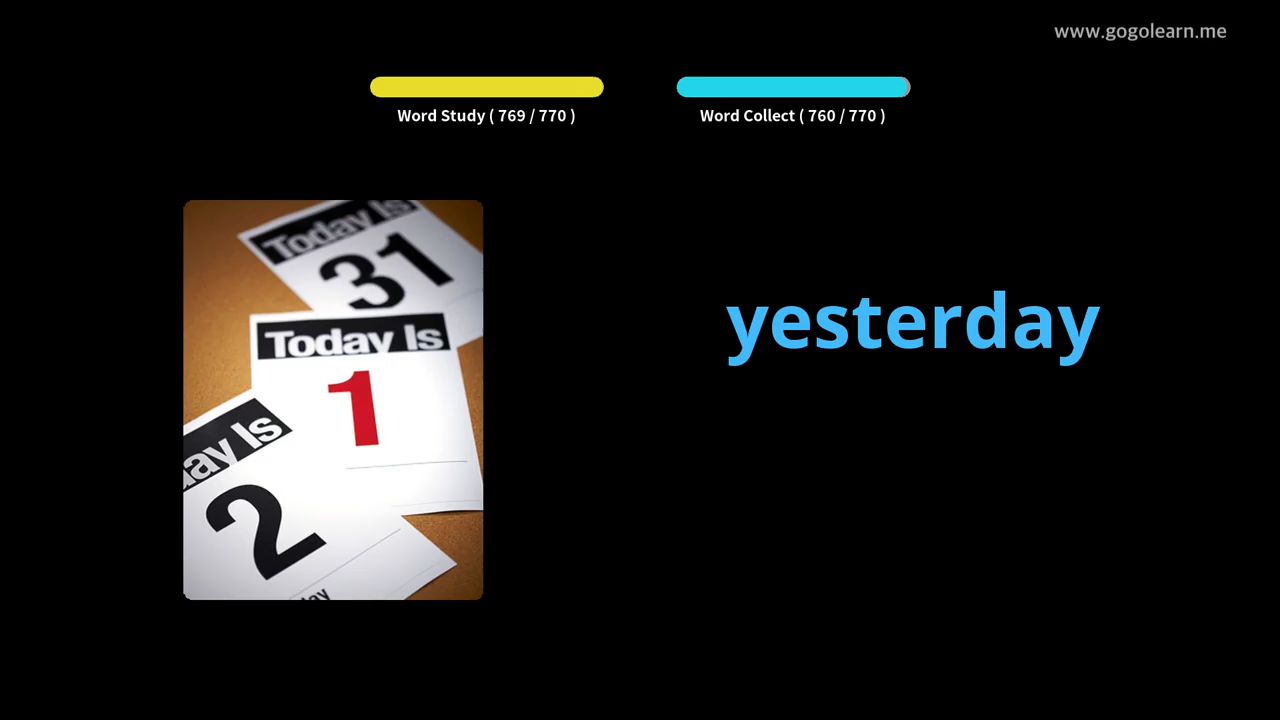 www.gogolearn.me
Word Study ( 769 / 770 )
Word Collect ( 760 / 770 )
Today Is
31
Today Is
1
yesterday
ay Is
2
ay